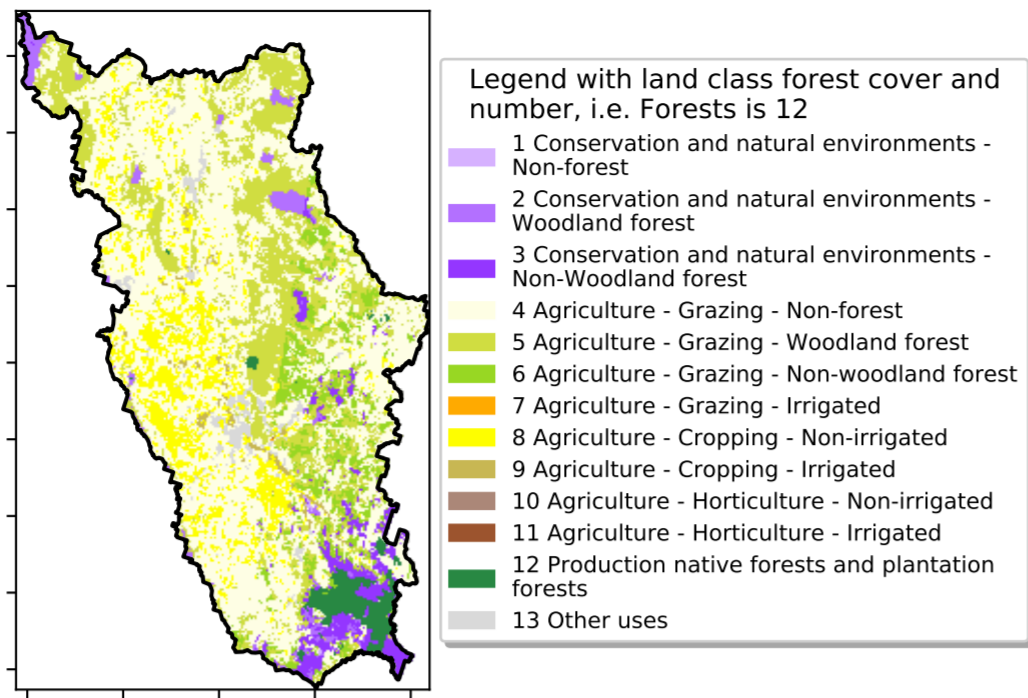 Legend with land class forest cover and
number, i.e. Forests is 12
1 Conservation and natural environments -
Non-forest
2 Conservation and natural environments -
Woodland forest
3 Conservation and natural environments -
Non-Woodland forest
4 Agriculture - Grazing - Non-forest
5 Agriculture - Grazing - Woodland forest
6 Agriculture - Grazing - Non-woodland forest
7 Agriculture - Grazing - Irrigated
8 Agriculture - Cropping - Non-irrigated
9 Agriculture - Cropping - Irrigated
10 Agriculture - Horticulture - Non-irrigated
11 Agriculture - Horticulture - Irrigated
12 Production native forests and plantation
forests
13 Other uses